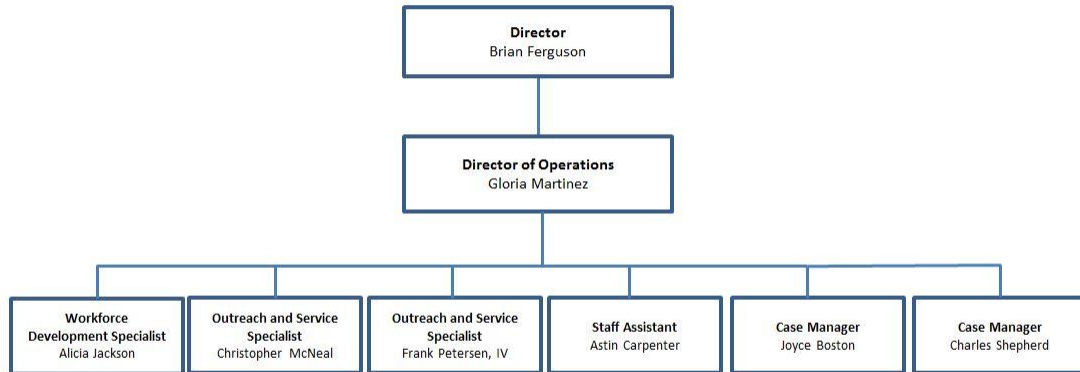 Director
Brian Ferguson
Director of Operations
Gloria Martinez
Workforce
Development Specialist
Alicia Jackson
Outreach and Service
Specialist
Christopher McNeal
Outreach and Service
Specialist
Frank Petersen, IV
Staff Assistant
Astin Carpenter
Case Manager
Joyce Boston
Case Manager
Charles Shepherd